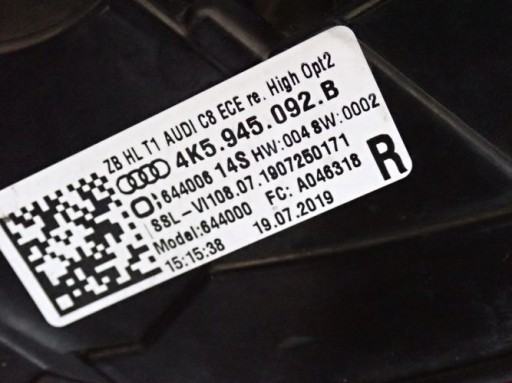 ZB HL T1 AUDI C8 ECE re. High Opt2
4K5.945.092.B
:644006 14S HW:004 SW:0002
SSL-VI108.07.1907250171
Model:644000 FC: A046318
15:15:38 19.07.2019
R